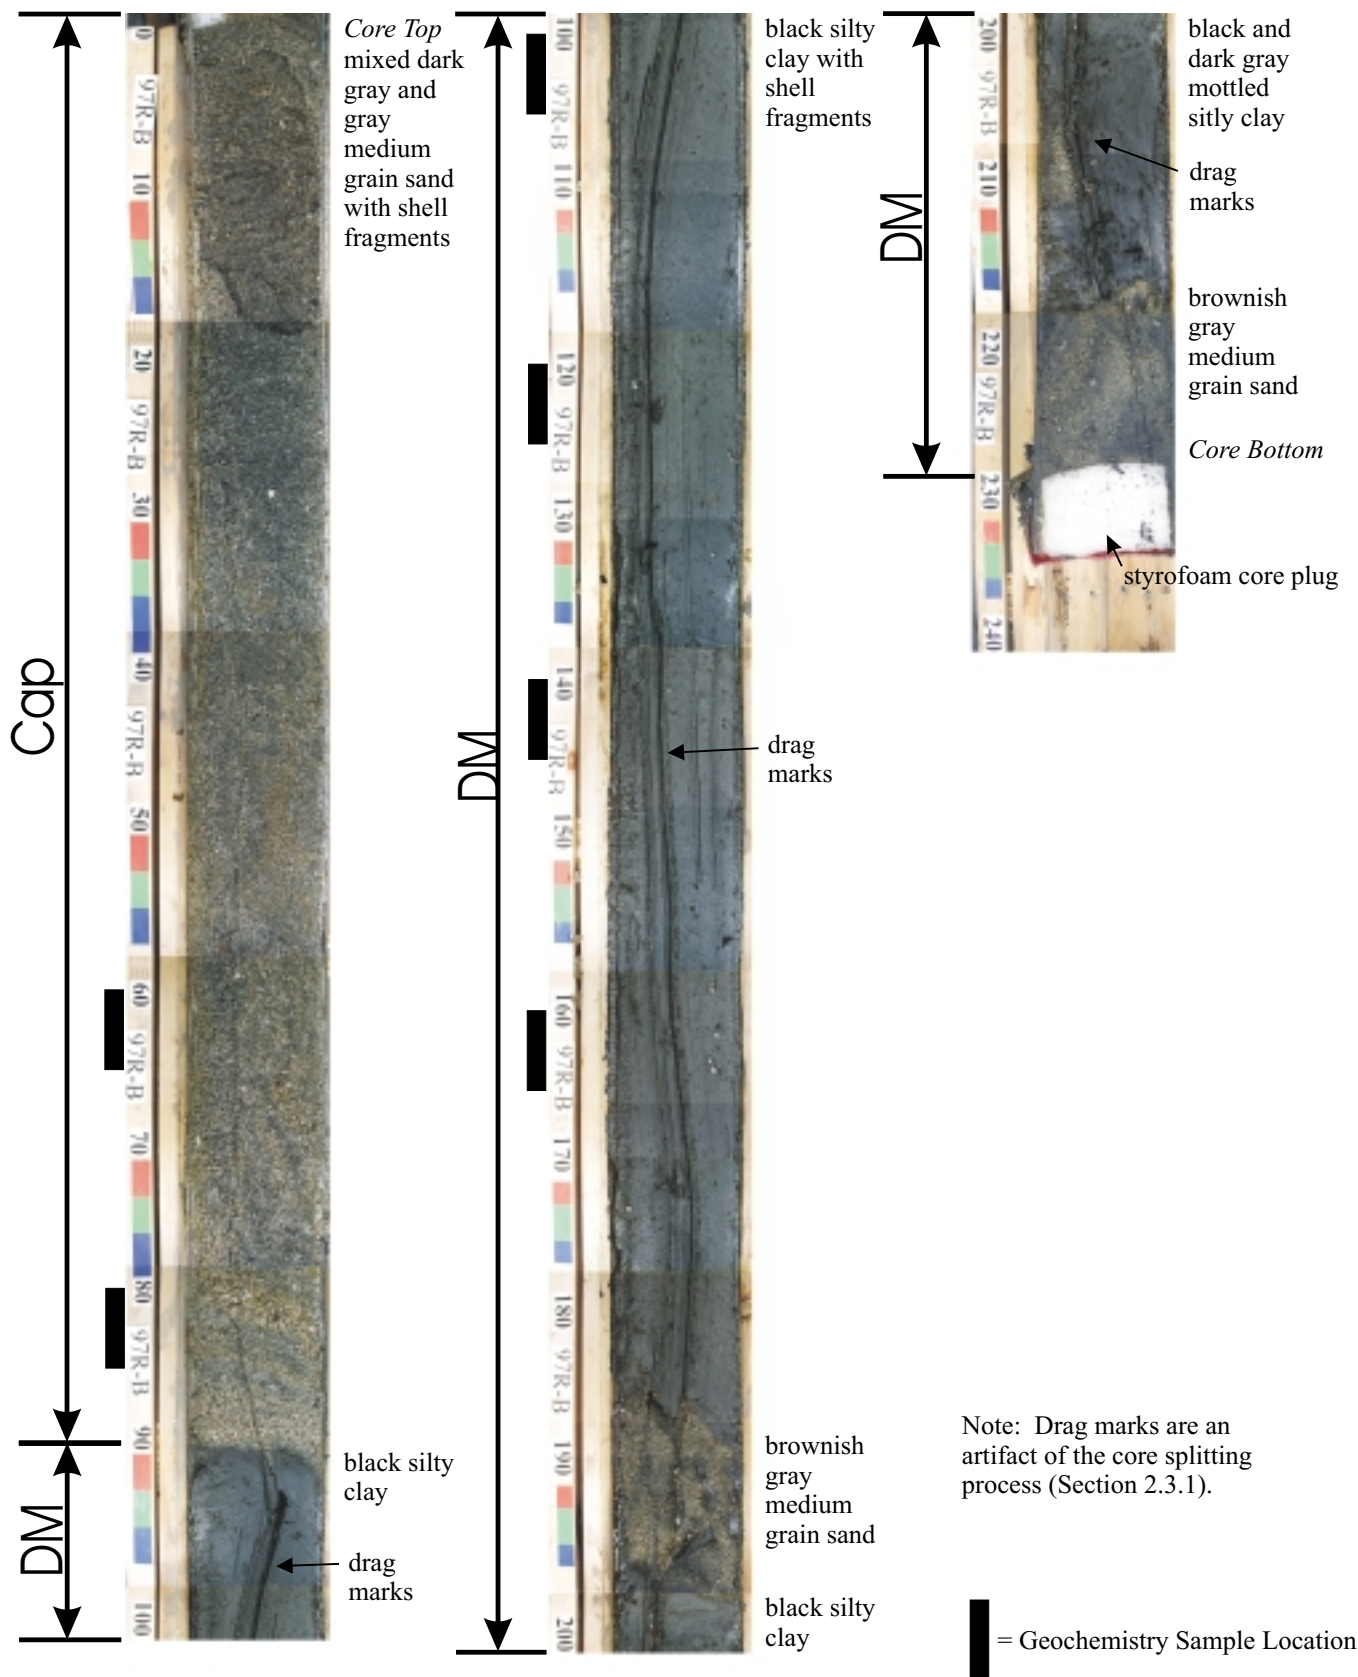 Cap
DM
0
97R-B
10
20
97R-B
30
40
97R-B
50
60
97R-B
70
80
97R-B
90
100
Core Top
mixed dark
gray and
gray
medium
grain sand
with shell
fragments
black silty
clay
drag
marks
DM
100
97R-B
110
120
97R-B
130
140
97R-B
150
160
97R-B
170
180
97R-B
190
200
black silty
clay with
shell
fragments
drag
marks
brownish
gray
medium
grain sand
black silty
clay
DM
200
97R-B
210
220
97R-B
230
240
black and
dark gray
mottled
sitly clay
drag
marks
brownish
gray
medium
grain sand
Core Bottom
styrofoam core plug
Note: Drag marks are an
artifact of the core splitting
process (Section 2.3.1).
= Geochemistry Sample Location